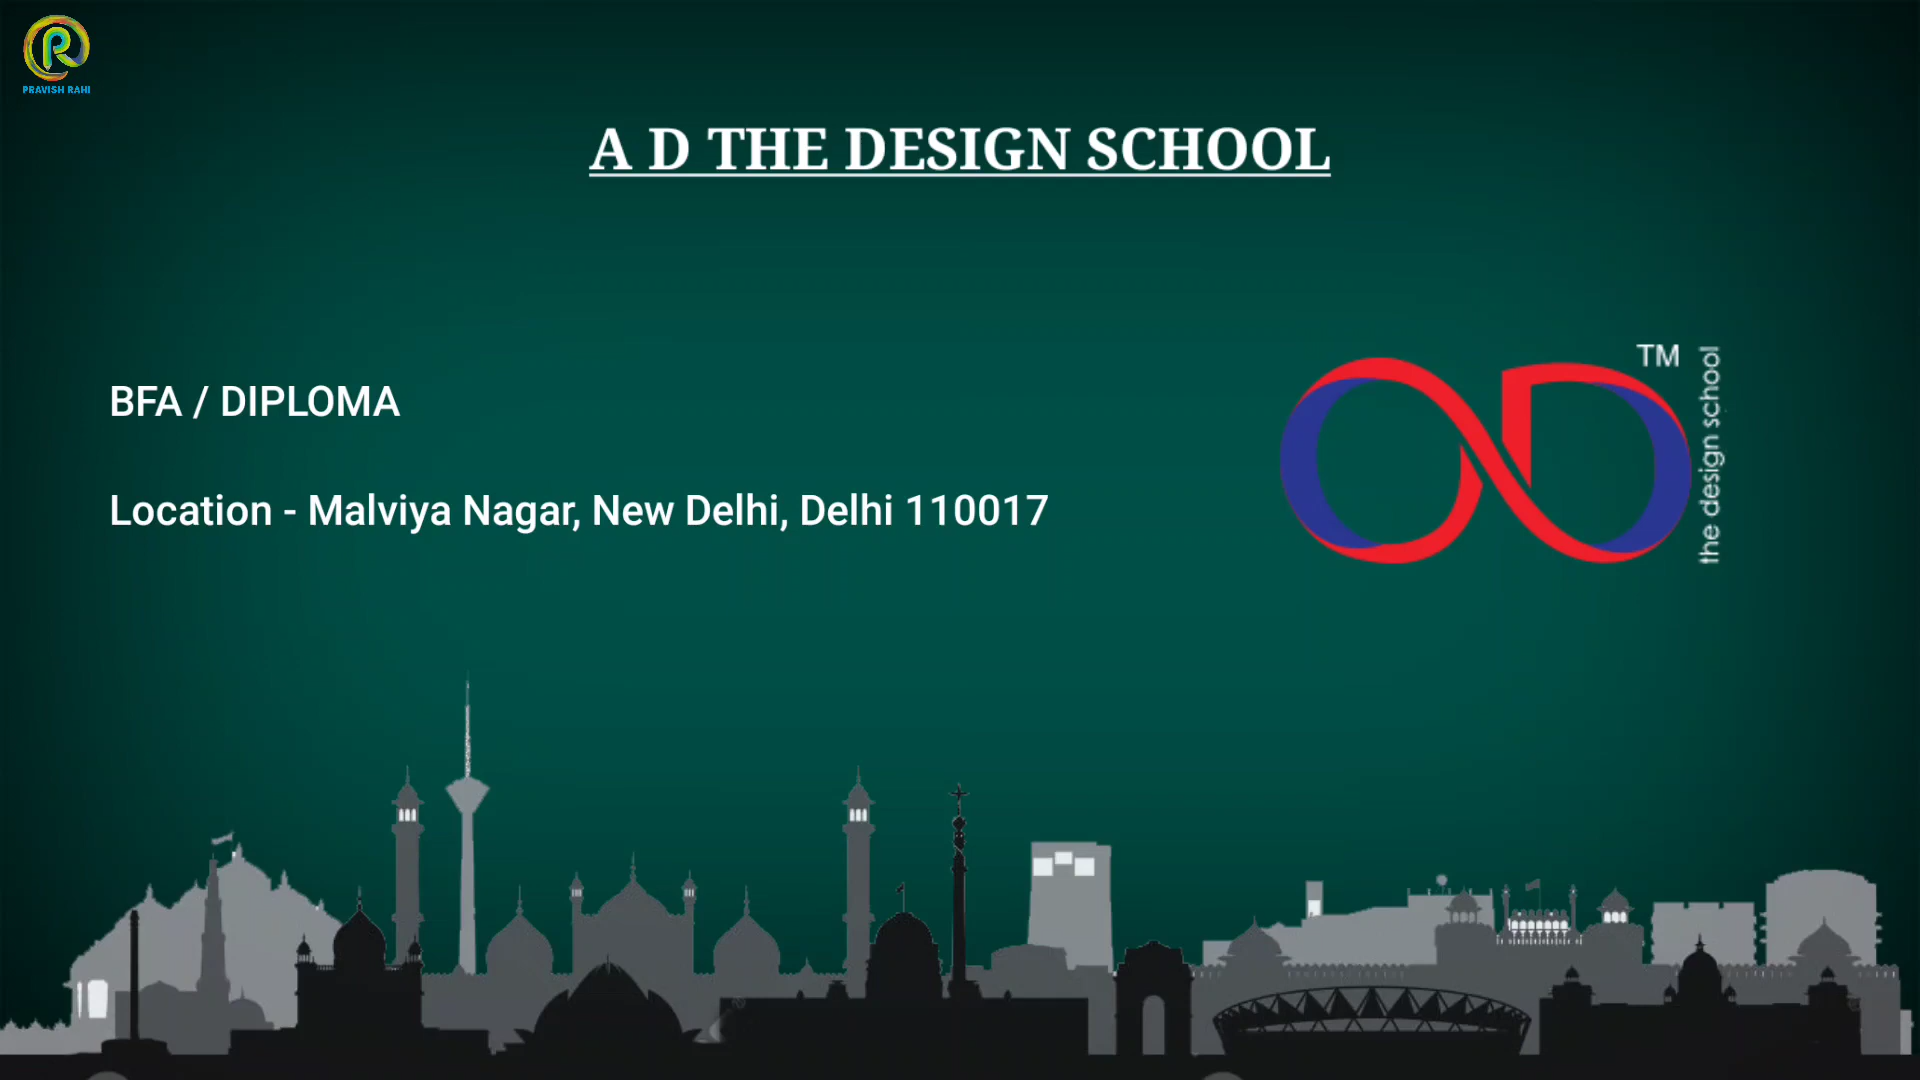 PRAVISH RAHI
A D THE DESIGN SCHOOL
BFA / DIPLOMA
Location - Malviya Nagar, New Delhi, Delhi 110017
TM
the design school